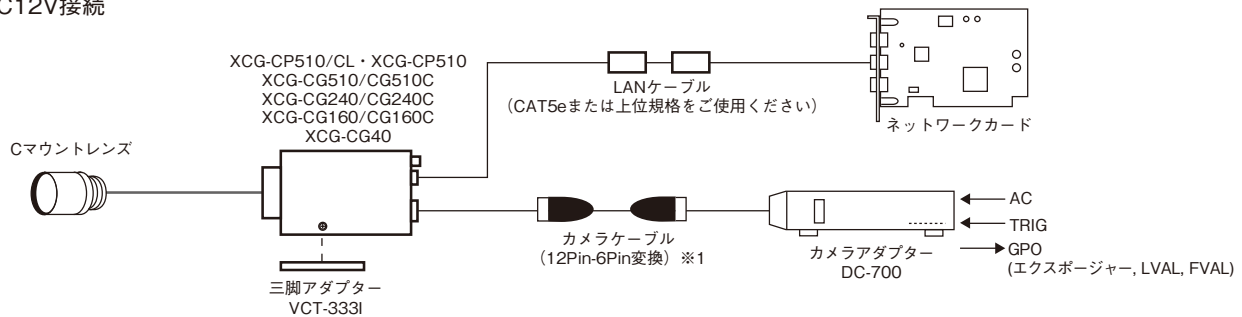 C12V接続
XCG-CP510/CL・XCG-CP510
XCG-CG510/CG510C
XCG-CG240/CG240C
XCG-CG160/CG160C
XCG-CG40
Cマウントレンズ
LANケーブル
（CAT5eまたは上位規格をご使用ください）
ネットワークカード
カメラケーブル
（12Pin-6Pin変換）※1
カメラアダプター
DC-700
AC
TRIG
GPO
(エクスポージャー, LVAL, FVAL)
三脚アダプター
VCT-333I